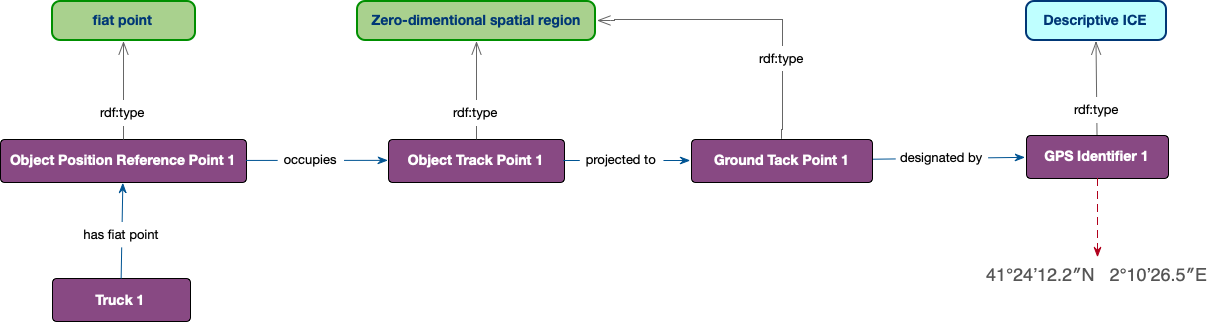 fiat point
Zero-dimentional spatial region
Descriptive ICE
rdf:type
rdf:type
rdf:type
rdf:type
Object Position Reference Point 1
occupies
Object Track Point 1
projected to
Ground Tack Point 1
designated by
GPS Identifier 1
has fiat point
Truck 1
41°24’12.2″N 2°10’26.5″E